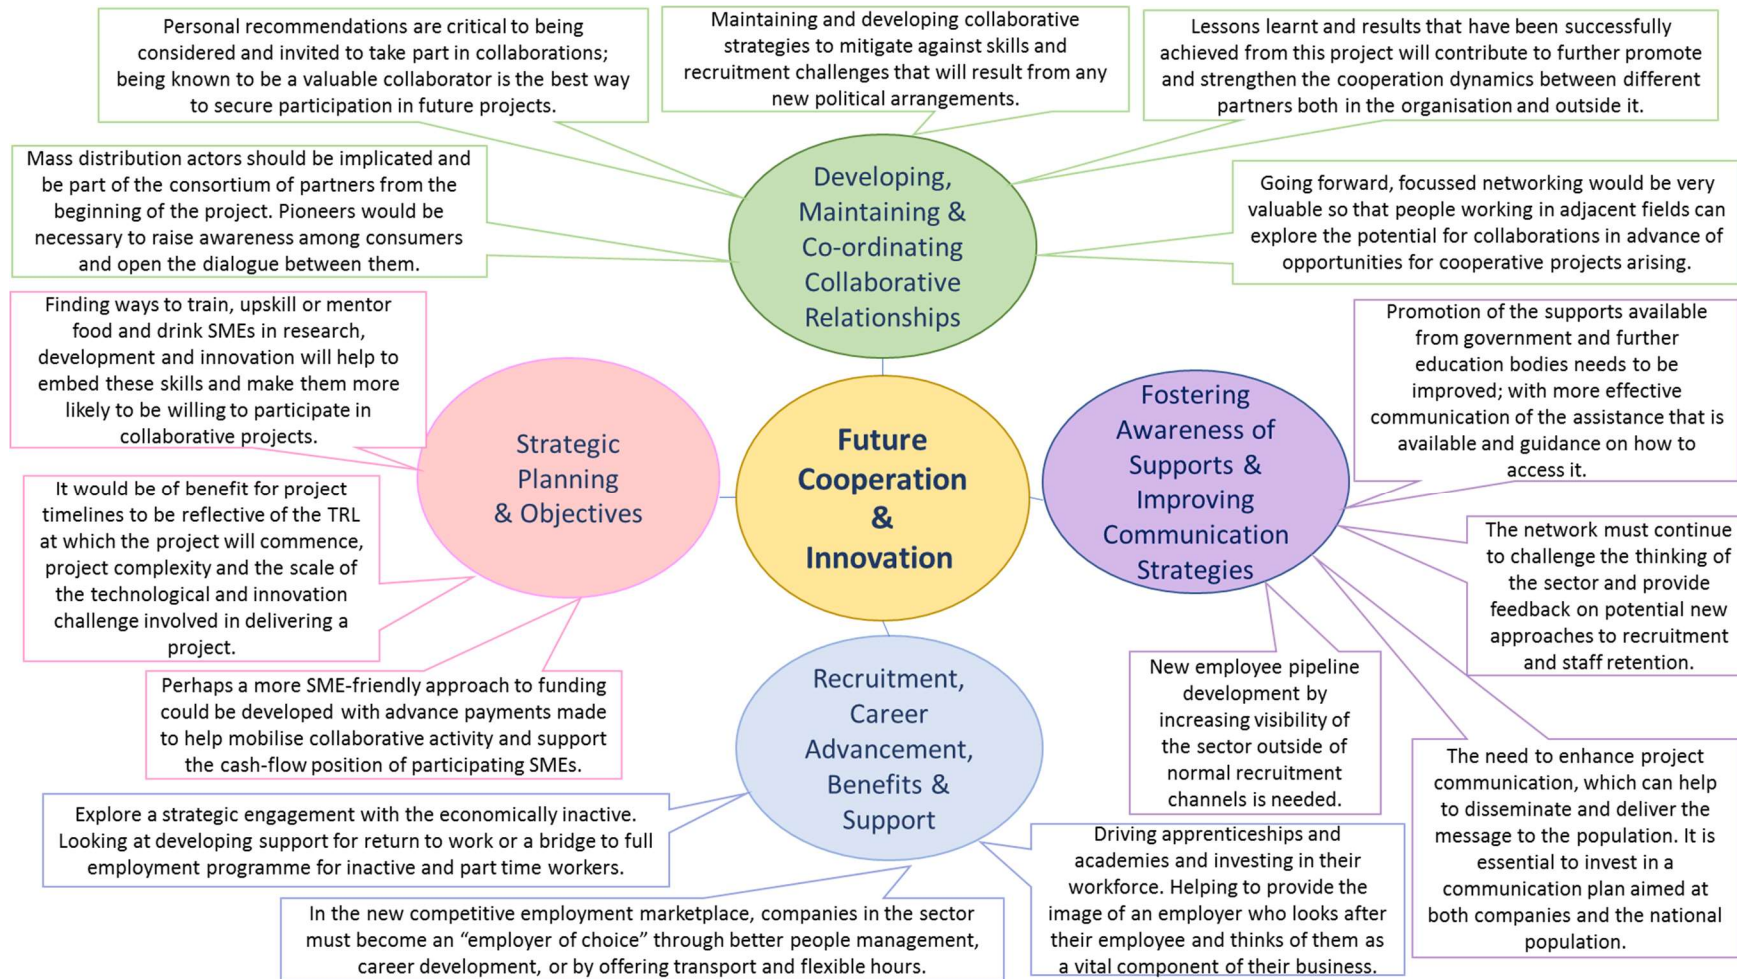 Personal recommendations are critical to being
considered and invited to take part in collaborations;
being known to be a valuable collaborator is the best way
to secure participation in future projects.
Maintaining and developing collaborative
strategies to mitigate against skills and
recruitment challenges that will result from any
new political arrangements.
Lessons learnt and results that have been successfully
achieved from this project will contribute to further promote
and strengthen the cooperation dynamics between different
partners both in the organisation and outside it.
Mass distribution actors should be implicated and
be part of the consortium of partners from the
beginning of the project. Pioneers would be
necessary to raise awareness among consumers
and open the dialogue between them.
Developing,
Maintaining &
Co-ordinating
Collaborative
Relationships
Going forward, focussed networking would be very
valuable so that people working in adjacent fields can
explore the potential for collaborations in advance of
opportunities for cooperative projects arising.
Finding ways to train, upskill or mentor
food and drink SMEs in research,
development and innovation will help to
embed these skills and make them more
likely to be willing to participate in
collaborative projects.
Strategic
Planning
& Objectives
Future
Cooperation
&
Innovation
Fostering
Awareness of
Supports &
Improving
Communication
Strategies
Promotion of the supports available
from government and further
education bodies needs to be
improved; with more effective
communication of the assistance that is
available and guidance on how to
access it.
It would be of benefit for project
timelines to be reflective of the TRL
at which the project will commence,
project complexity and the scale of
the technological and innovation
challenge involved in delivering a
project.
The network must continue
to challenge the thinking of
the sector and provide
feedback on potential new
approaches to recruitment
and staff retention.
Perhaps a more SME-friendly approach to funding
could be developed with advance payments made
to help mobilise collaborative activity and support
the cash-flow position of participating SMEs.
Recruitment,
Career
Advancement,
Benefits &
Support
New employee pipeline
development by
increasing visibility of
the sector outside of
normal recruitment
channels is needed.
The need to enhance project
communication, which can help
to disseminate and deliver the
message to the population. It is
essential to invest in a
communication plan aimed at
both companies and the national
population.
Explore a strategic engagement with the economically inactive.
Looking at developing support for return to work or a bridge to full
employment programme for inactive and part time workers.
Driving apprenticeships and
academies and investing in their
workforce. Helping to provide the
image of an employer who looks after
their employee and thinks of them as
a vital component of their business.
In the new competitive employment marketplace, companies in the sector
must become an “employer of choice” through better people management,
career development, or by offering transport and flexible hours.